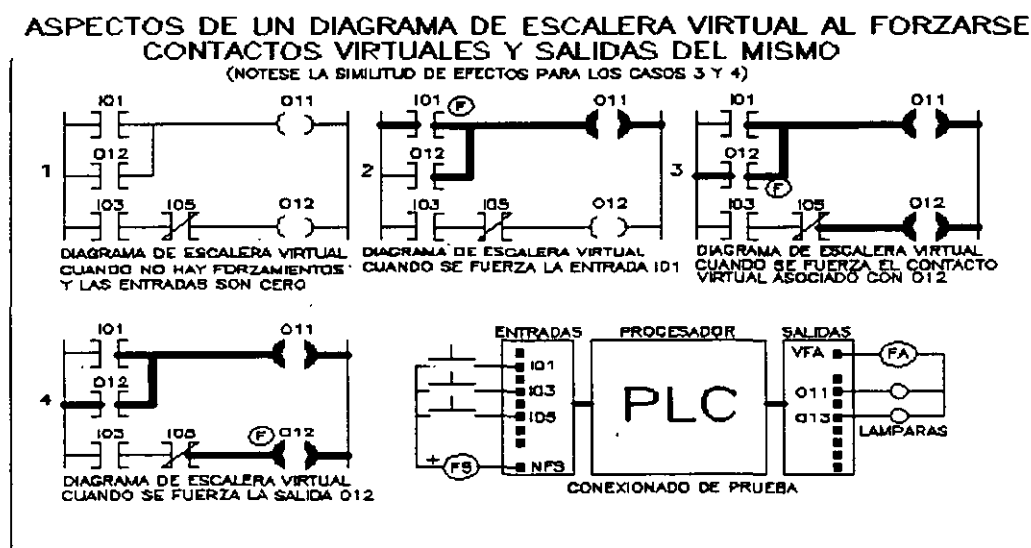 ASPECTOS DE UN DIAGRAMA DE ESCALERA VIRTUAL AL FORZARSE
CONTACTOS VIRTUALES Y SALIDAS DEL MISMO
(NOTESE LA SIMILITUD DE EFECTOS PARA LOS CASOS 3 Y 4)
1
I01
O11
O12
I03
I05
O12
DIAGRAMA DE ESCALERA VIRTUAL
CUANDO NO HAY FORZAMIENTOS
Y LAS ENTRADAS SON CERO
2
I01
F
O11
O12
I03
I05
O12
DIAGRAMA DE ESCALERA VIRTUAL
CUANDO SE FUERZA LA ENTRADA I01
3
I01
O11
O12
F
I03
I05
O12
DIAGRAMA DE ESCALERA VIRTUAL
CUANDO SE FUERZA EL CONTACTO
VIRTUAL ASOCIADO CON O12
4
I01
O11
O12
I03
I05
F
O12
DIAGRAMA DE ESCALERA VIRTUAL
CUANDO SE FUERZA LA SALIDA O12
ENTRADAS
I01
I03
I05
+
FS
NFS
PROCESADOR
PLC
SALIDAS
VFA
FA
O11
O13
LAMPARAS
CONEXIONADO DE PRUEBA